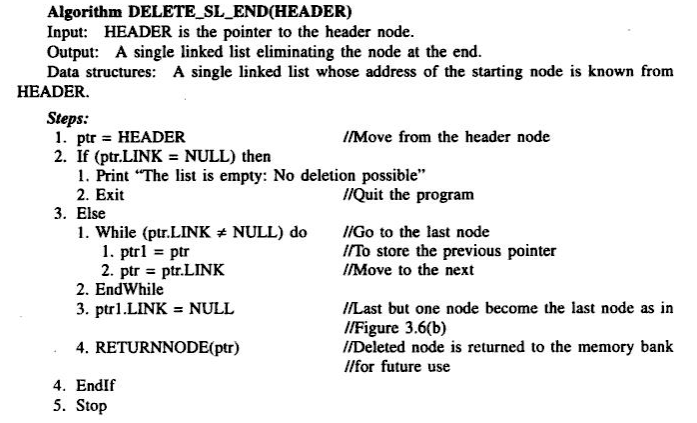 Algorithm DELETE_SL_END(HEADER)
Input: HEADER is the pointer to the header node.
Output: A single linked list eliminating the node at the end.
Data structures: A single linked list whose address of the starting node is known from
HEADER.
Steps:
1. ptr = HEADER //Move from the header node
2. If (ptr.LINK = NULL) then
1. Print “The list is empty: No deletion possible”
2. Exit //Quit the program
3. Else
1. While (ptr.LINK ≠ NULL) do //Go to the last node
1. ptr1 = ptr //To store the previous pointer
2. ptr = ptr.LINK //Move to the next
2. EndWhile
3. ptr1.LINK = NULL //Last but one node become the last node as in
//Figure 3.6(b)
4. RETURNNODE(ptr) //Deleted node is returned to the memory bank
//for future use
4. EndIf
5. Stop